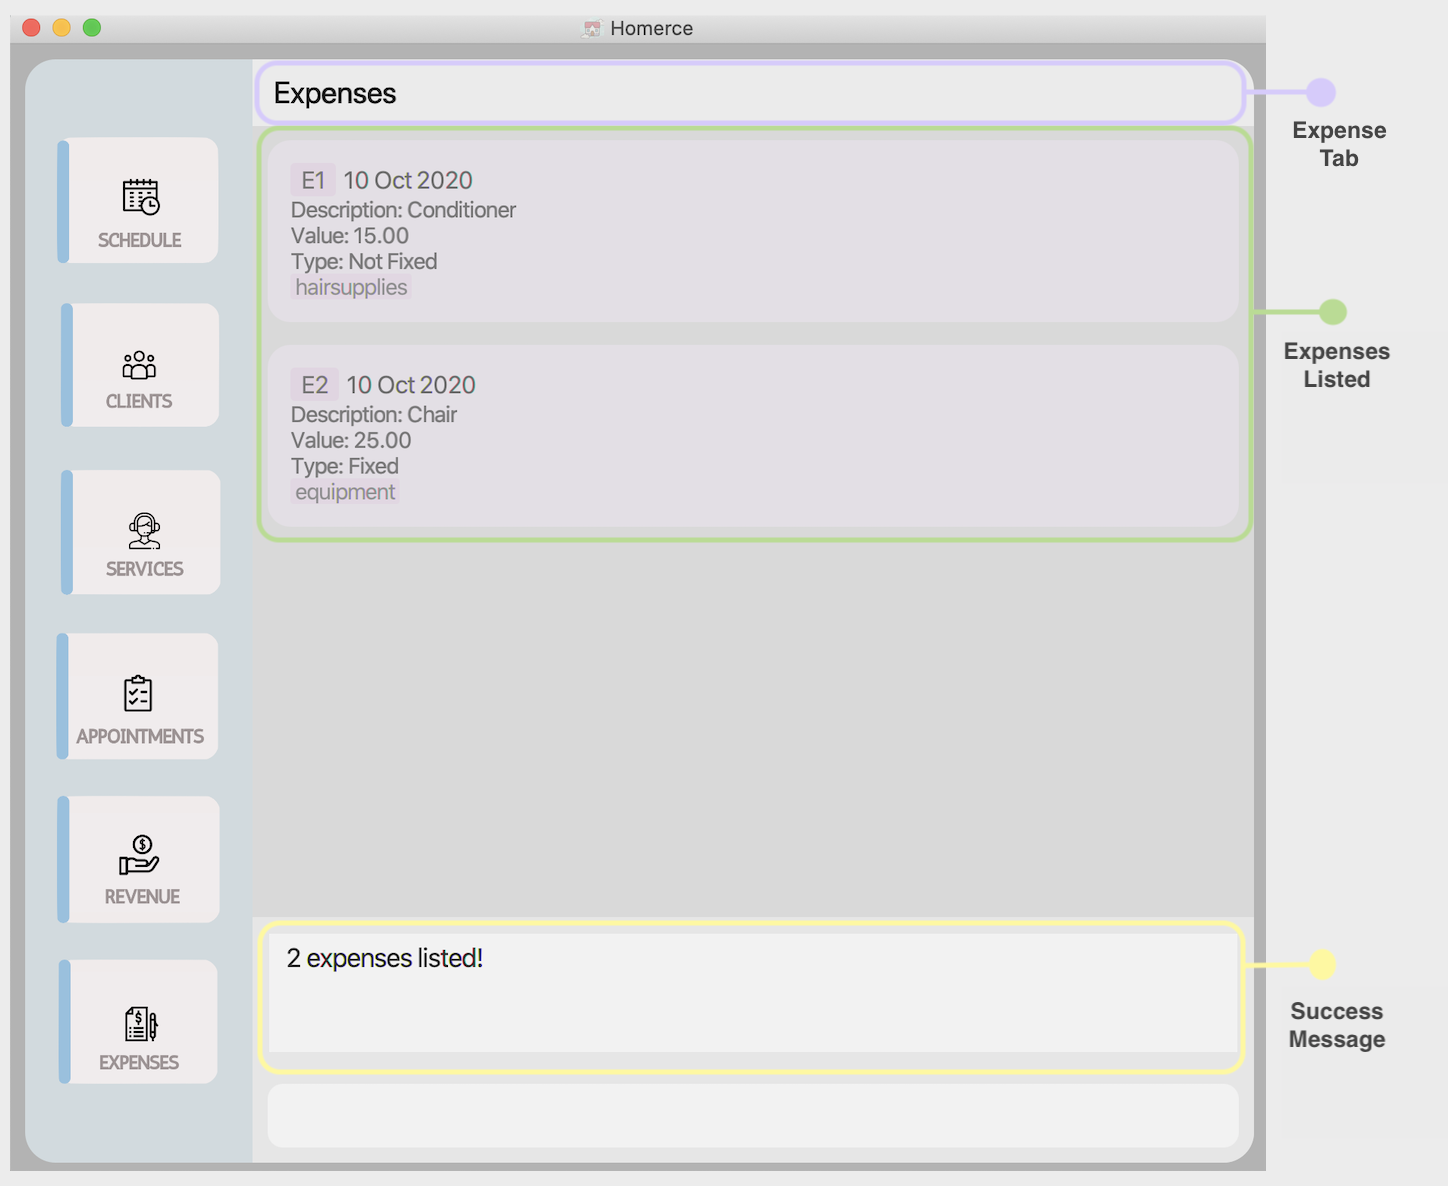 Homerce
Expenses
Expense
Tab
E1 10 Oct 2020
Description: Conditioner
Value: 15.00
Type: Not Fixed
hairsupplies
E2 10 Oct 2020
Description: Chair
Value: 25.00
Type: Fixed
equipment
Expenses
Listed
SCHEDULE
CLIENTS
SERVICES
APPOINTMENTS
REVENUE
EXPENSES
2 expenses listed!
Success
Message